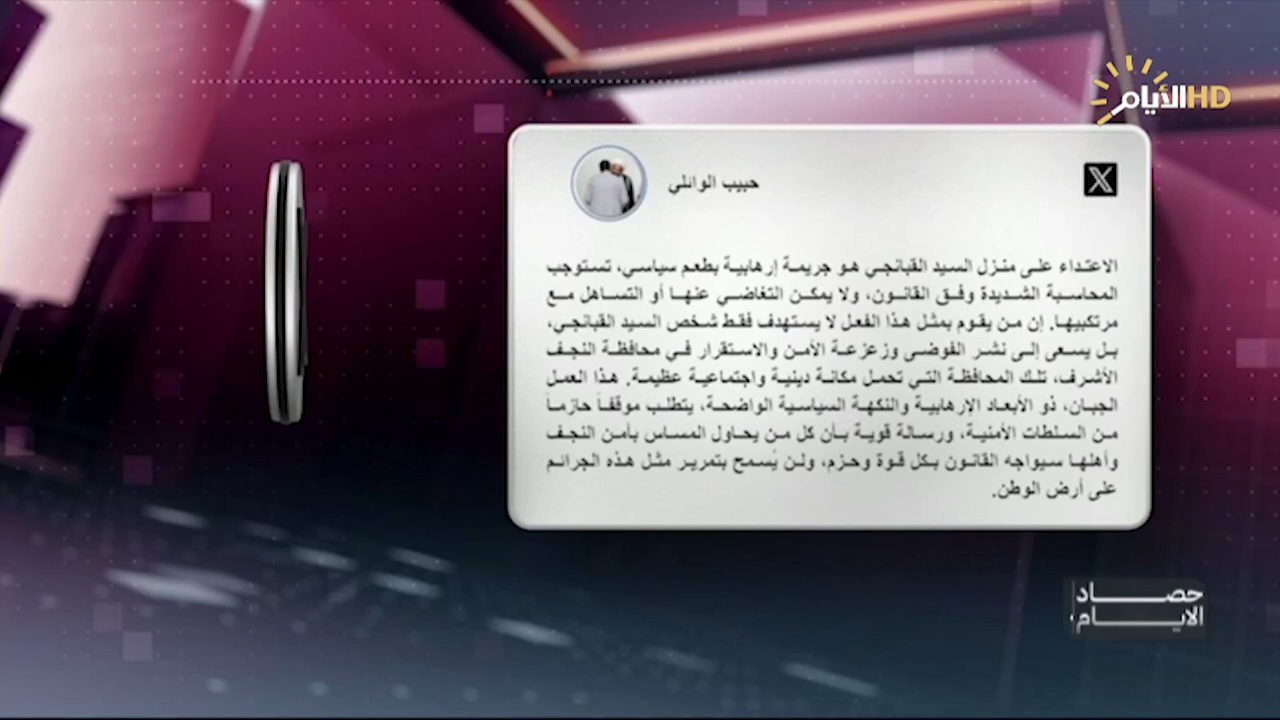 الأيام HD
حبيب الوائلي
X
الاعتداء على منزل السيد القبانجي هو جريمة إرهابية بطعم سياسي، تستوجب
المحاسبة الشديدة وفق القانون، ولا يمكن التغاضي عنها أو التساهل مع
مرتكبيها. إن من يقوم بمثل هذا الفعل لا يستهدف فقط شخص السيد القبانجي،
بل يسعى إلى نشر الفوضى وزعزعة الأمن والاستقرار في محافظة النجف
الأشرف، تلك المحافظة التي تحمل مكانة دينية واجتماعية عظيمة. هذا العمل
الجبان، ذو الأبعاد الإرهابية والنكهة السياسية الواضحة، يتطلب موقفاً حازماً
من السلطات الأمنية، ورسالة قوية بأن كل من يحاول المساس بأمن النجف
وأهلها سيواجه القانون بكل قوة وحزم، ولن يُسمح بتمرير مثل هذه الجرائم
على أرض الوطن.
حصاد
الايام